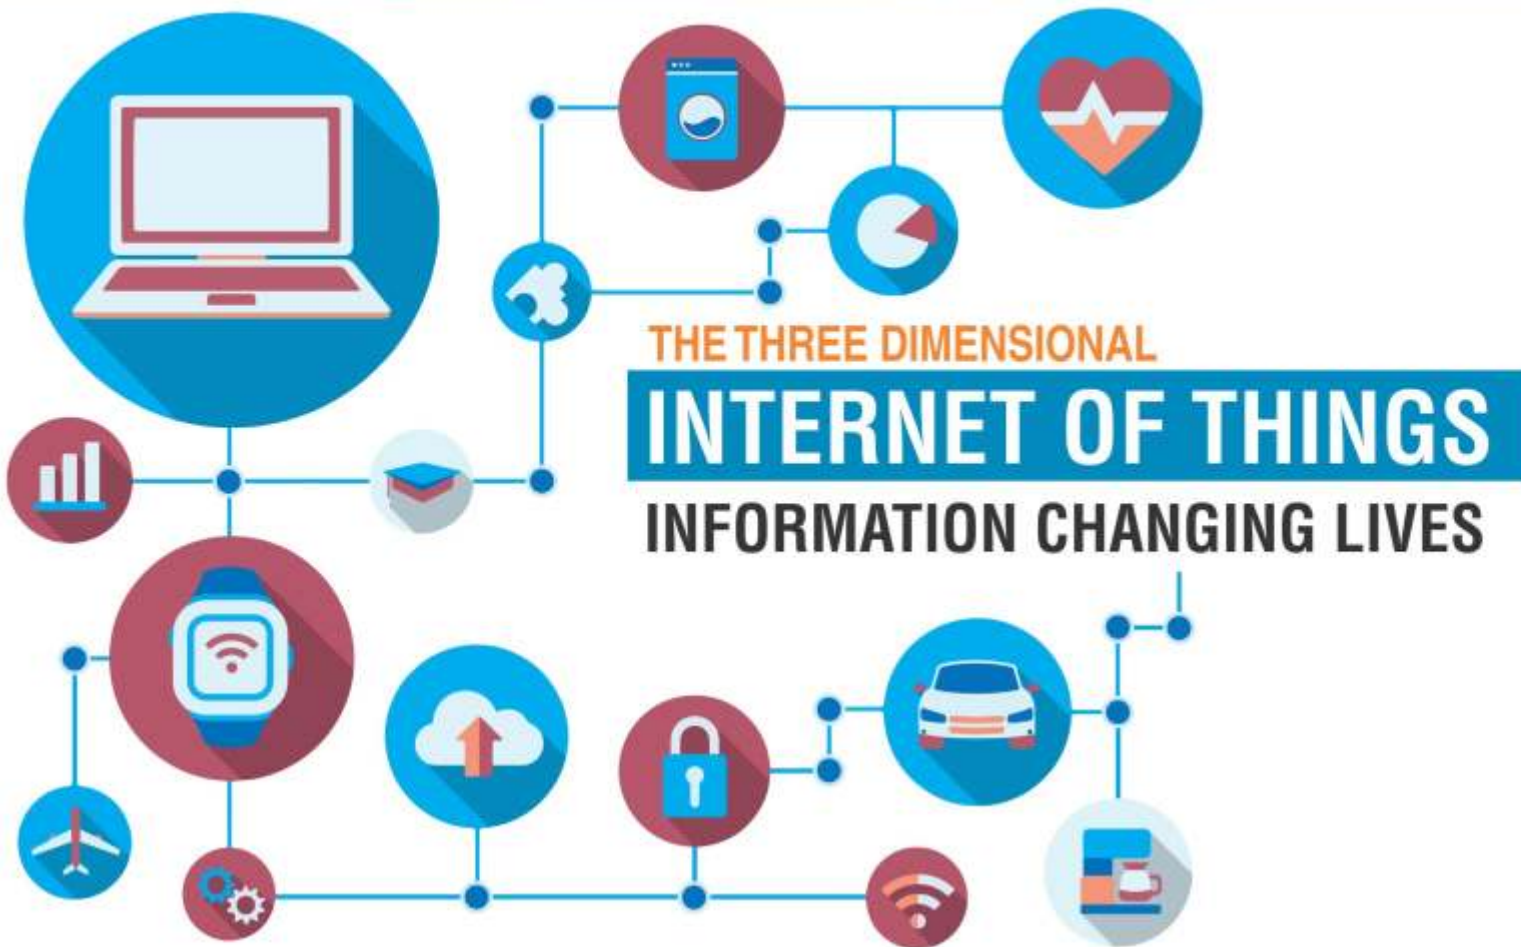 THE THREE DIMENSIONAL
INTERNET OF THINGS
INFORMATION CHANGING LIVES